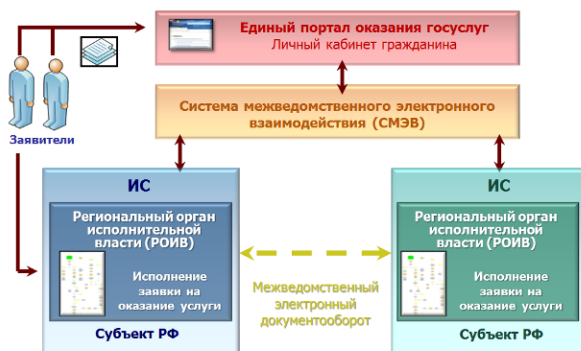 Единый портал оказания госуслуг
Личный кабинет гражданина
Заявители
Система межведомственного электронного
взаимодействия (СМЭВ)
ИС
Региональный орган
исполнительной
власти (РОИВ)
Исполнение
заявки на
оказание услуги
Субъект РФ
Межведомственный
электронный
документооборот
ИС
Региональный орган
исполнительной
власти (РОИВ)
Исполнение
заявки на
оказание услуги
Субъект РФ